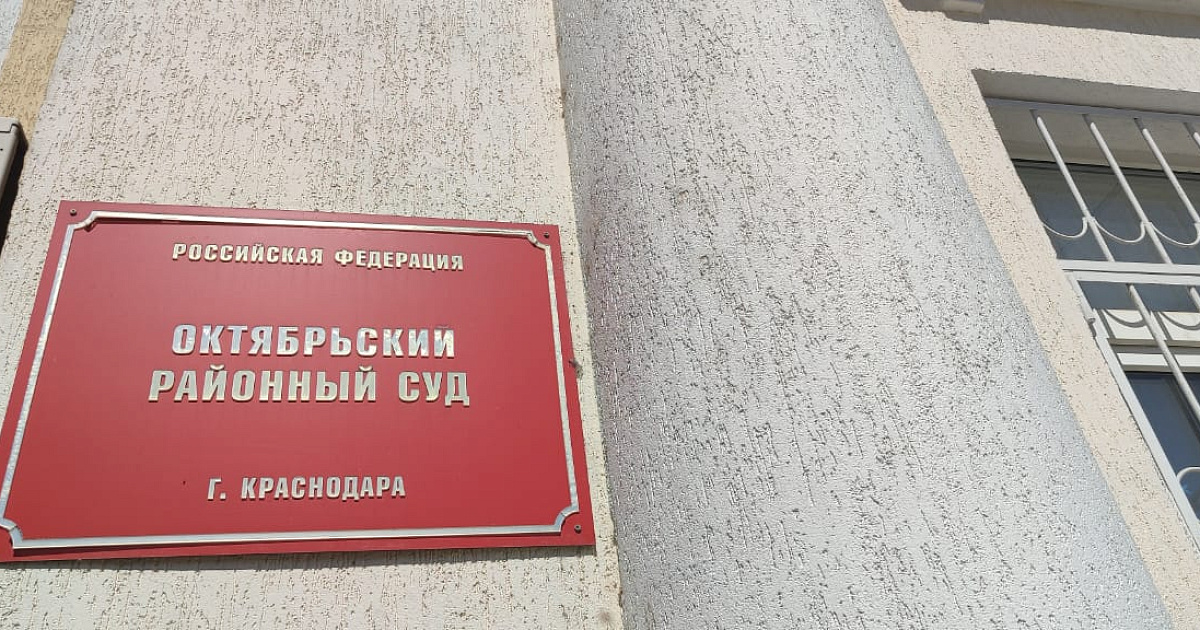 РОССИЙСКАЯ ФЕДЕРАЦИЯ
ОКТЯБРЬСКИЙ
РАЙОННЫЙ СУД
Г. КРАСНОДАРА